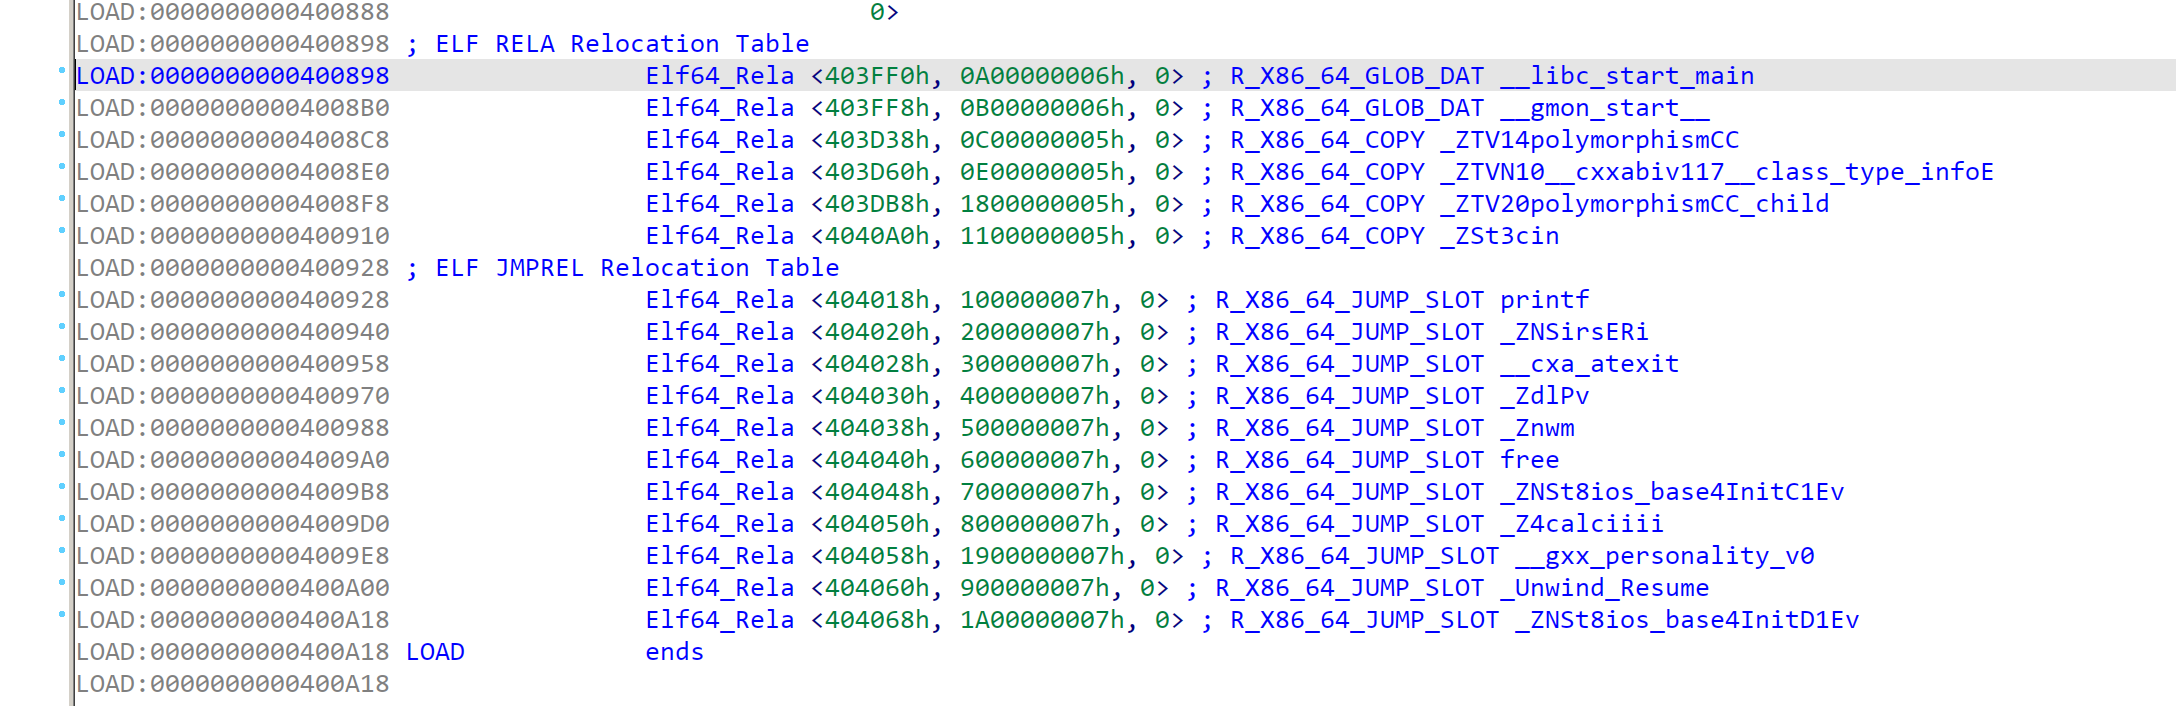 LOAD:0000000000400888 0>
LOAD:0000000000400898 ; ELF RELA Relocation Table
LOAD:0000000000400898 Elf64_Rela <403FF0h, 0A00000006h, 0> ; R_X86_64_GLOB_DAT __libc_start_main
LOAD:00000000004008B0 Elf64_Rela <403FF8h, 0B00000006h, 0> ; R_X86_64_GLOB_DAT __gmon_start__
LOAD:00000000004008C8 Elf64_Rela <403D38h, 0C00000005h, 0> ; R_X86_64_COPY _ZTV14polymorphismCC
LOAD:00000000004008E0 Elf64_Rela <403D60h, 0E00000005h, 0> ; R_X86_64_COPY _ZTVN10__cxxabiv117__class_type_infoE
LOAD:00000000004008F8 Elf64_Rela <403DB8h, 1800000005h, 0> ; R_X86_64_COPY _ZTV20polymorphismCC_child
LOAD:0000000000400910 Elf64_Rela <4040A0h, 1100000005h, 0> ; R_X86_64_COPY _ZSt3cin
LOAD:0000000000400928 ; ELF JMPREL Relocation Table
LOAD:0000000000400928 Elf64_Rela <404018h, 100000007h, 0> ; R_X86_64_JUMP_SLOT printf
LOAD:0000000000400940 Elf64_Rela <404020h, 200000007h, 0> ; R_X86_64_JUMP_SLOT _ZNSirsERi
LOAD:0000000000400958 Elf64_Rela <404028h, 300000007h, 0> ; R_X86_64_JUMP_SLOT __cxa_atexit
LOAD:0000000000400970 Elf64_Rela <404030h, 400000007h, 0> ; R_X86_64_JUMP_SLOT _ZdlPv
LOAD:0000000000400988 Elf64_Rela <404038h, 500000007h, 0> ; R_X86_64_JUMP_SLOT _Znwm
LOAD:00000000004009A0 Elf64_Rela <404040h, 600000007h, 0> ; R_X86_64_JUMP_SLOT free
LOAD:00000000004009B8 Elf64_Rela <404048h, 700000007h, 0> ; R_X86_64_JUMP_SLOT _ZNSt8ios_base4InitC1Ev
LOAD:00000000004009D0 Elf64_Rela <404050h, 800000007h, 0> ; R_X86_64_JUMP_SLOT _Z4calciiii
LOAD:00000000004009E8 Elf64_Rela <404058h, 1900000007h, 0> ; R_X86_64_JUMP_SLOT __gxx_personality_v0
LOAD:0000000000400A00 Elf64_Rela <404060h, 900000007h, 0> ; R_X86_64_JUMP_SLOT _Unwind_Resume
LOAD:0000000000400A18 Elf64_Rela <404068h, 1A00000007h, 0> ; R_X86_64_JUMP_SLOT _ZNSt8ios_base4InitD1Ev
LOAD:0000000000400A18 LOAD ends
LOAD:0000000000400A18